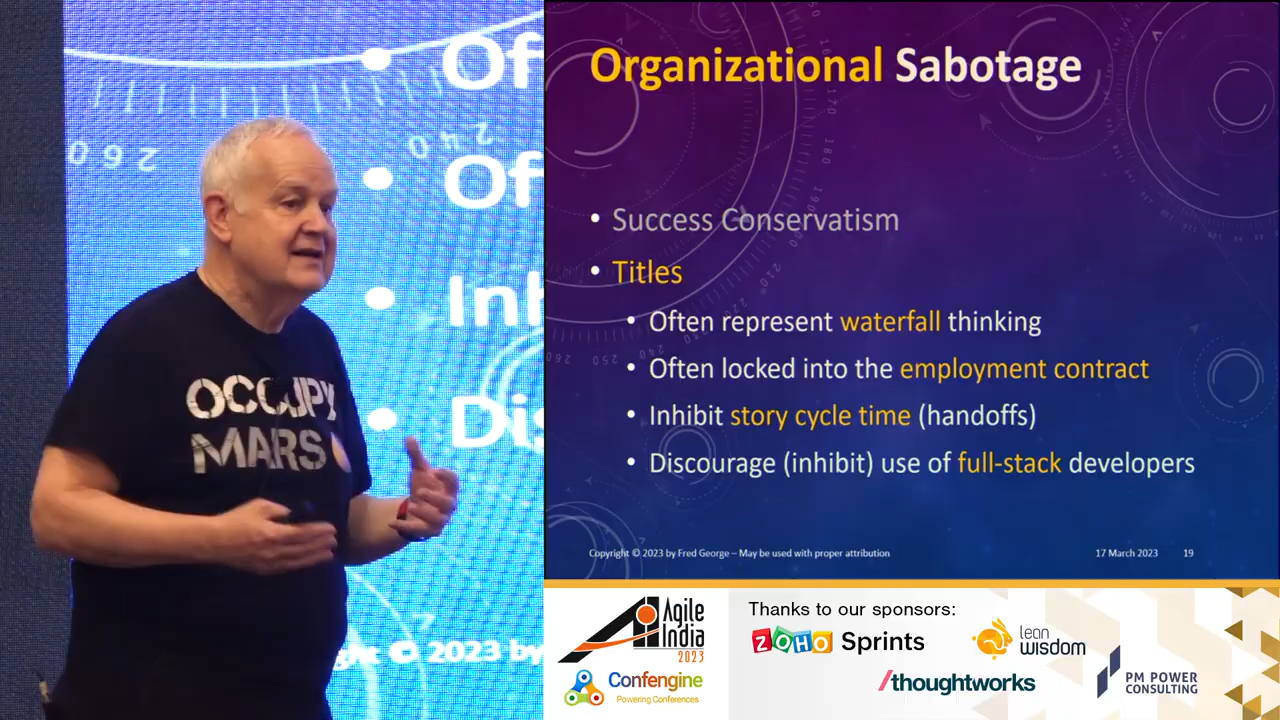 Of
260
240
Of
Inh
Dis
© 2023 by
OCCUPY
MARS
Organizational Sabotage
• Success Conservatism
• Titles
• Often represent waterfall thinking
• Often locked into the employment contract
• Inhibit story cycle time (handoffs)
• Discourage (inhibit) use of full-stack developers
Copyright © 2023 by Fred George – May be used with proper attribution
17 March 2023
19
Agile
India
2023
Confengine
Powering Conferences
Thanks to our sponsors:
ZOHO Sprints
lean
wisdom
/thoughtworks
PM POWER
CONSULTING